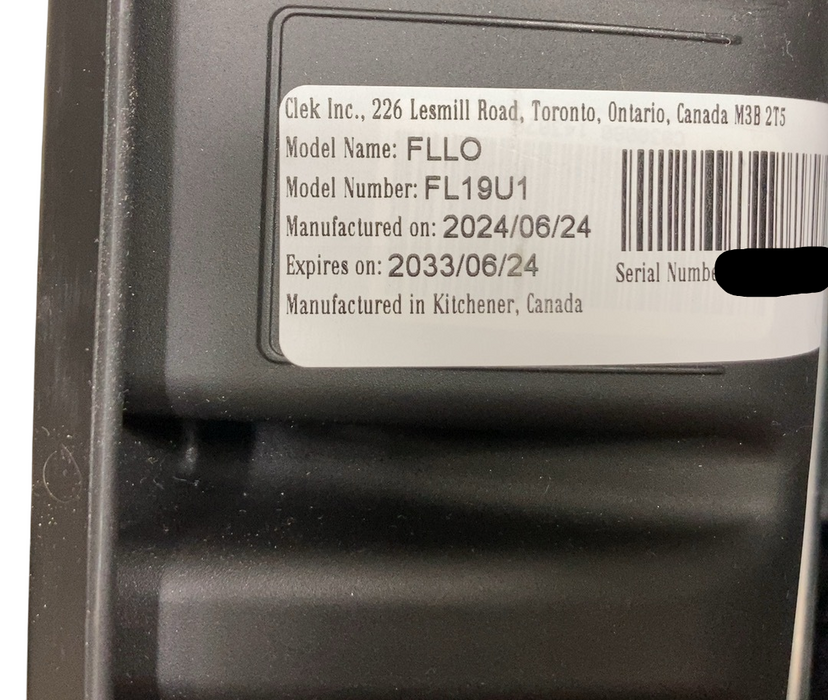 Clek Inc., 226 Lesmill Road, Toronto, Ontario, Canada M3B 2T5
Model Name: FLLO
Model Number: FL19U1
Manufactured on: 2024/06/24
Expires on: 2033/06/24
Serial Numbe
Manufactured in Kitchener, Canada